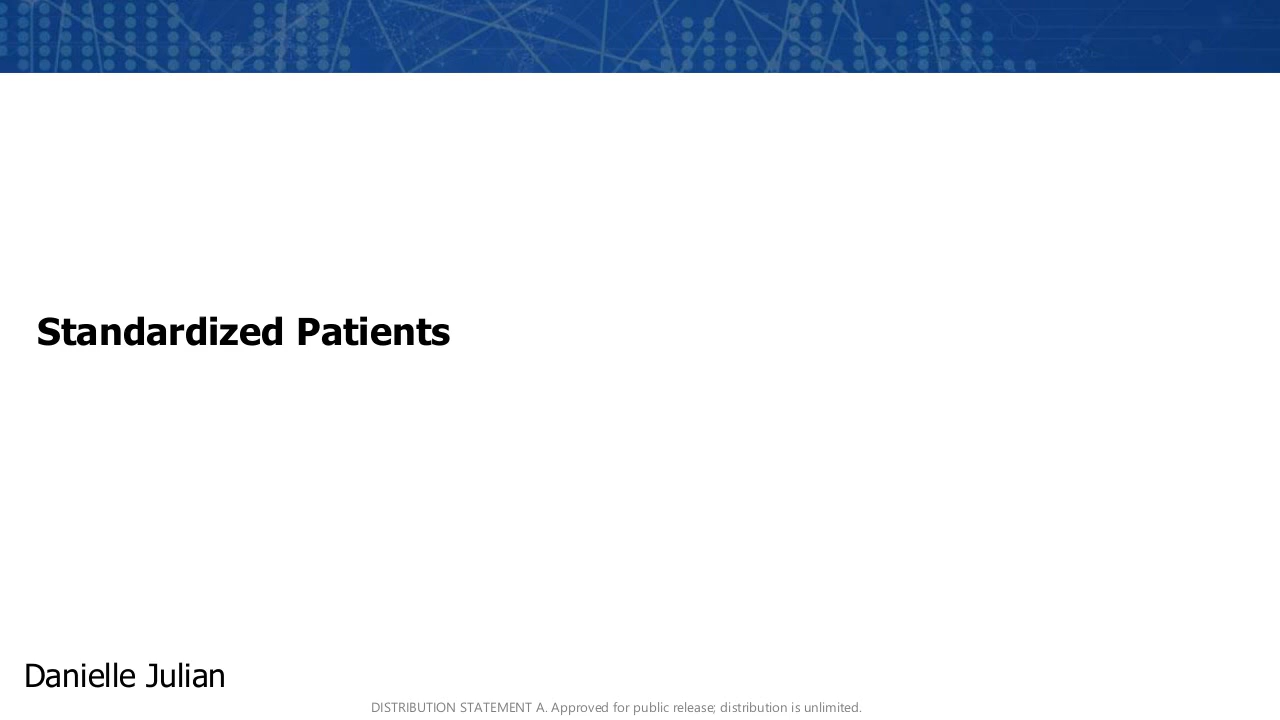 Standardized Patients
Danielle Julian
DISTRIBUTION STATEMENT A. Approved for public release; distribution is unlimited.